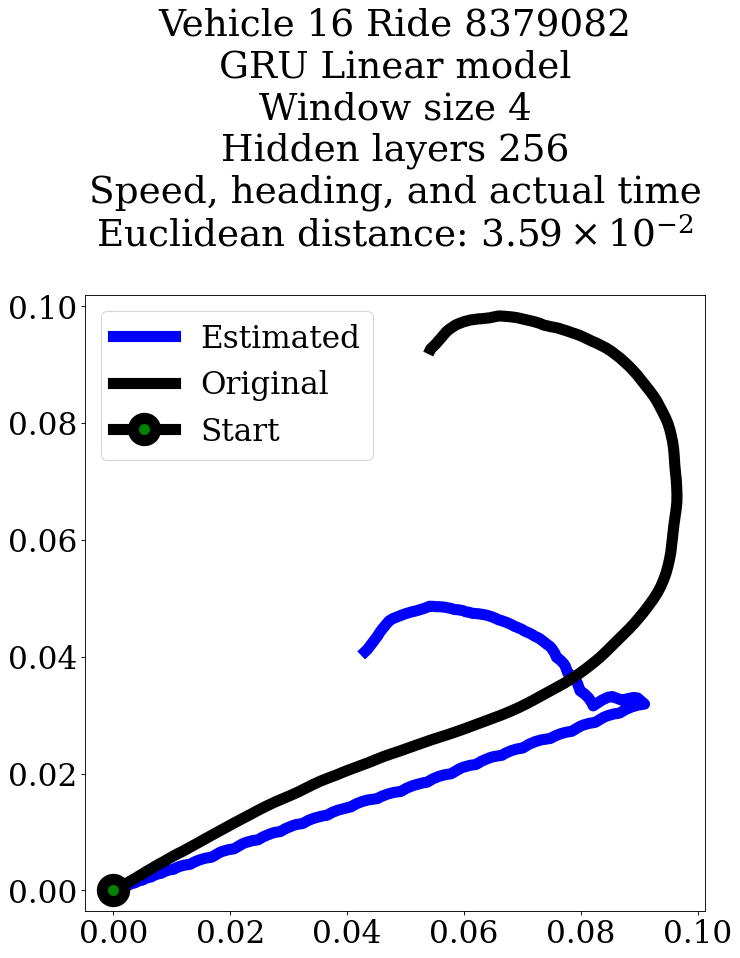 Vehicle 16 Ride 8379082
GRU Linear model
Window size 4
Hidden layers 256
Speed, heading, and actual time
Euclidean distance: 3.59 × 10⁻²
0.10
0.08
0.06
0.04
0.02
0.00
Estimated
Original
Start
0.00 0.02 0.04 0.06 0.08 0.10